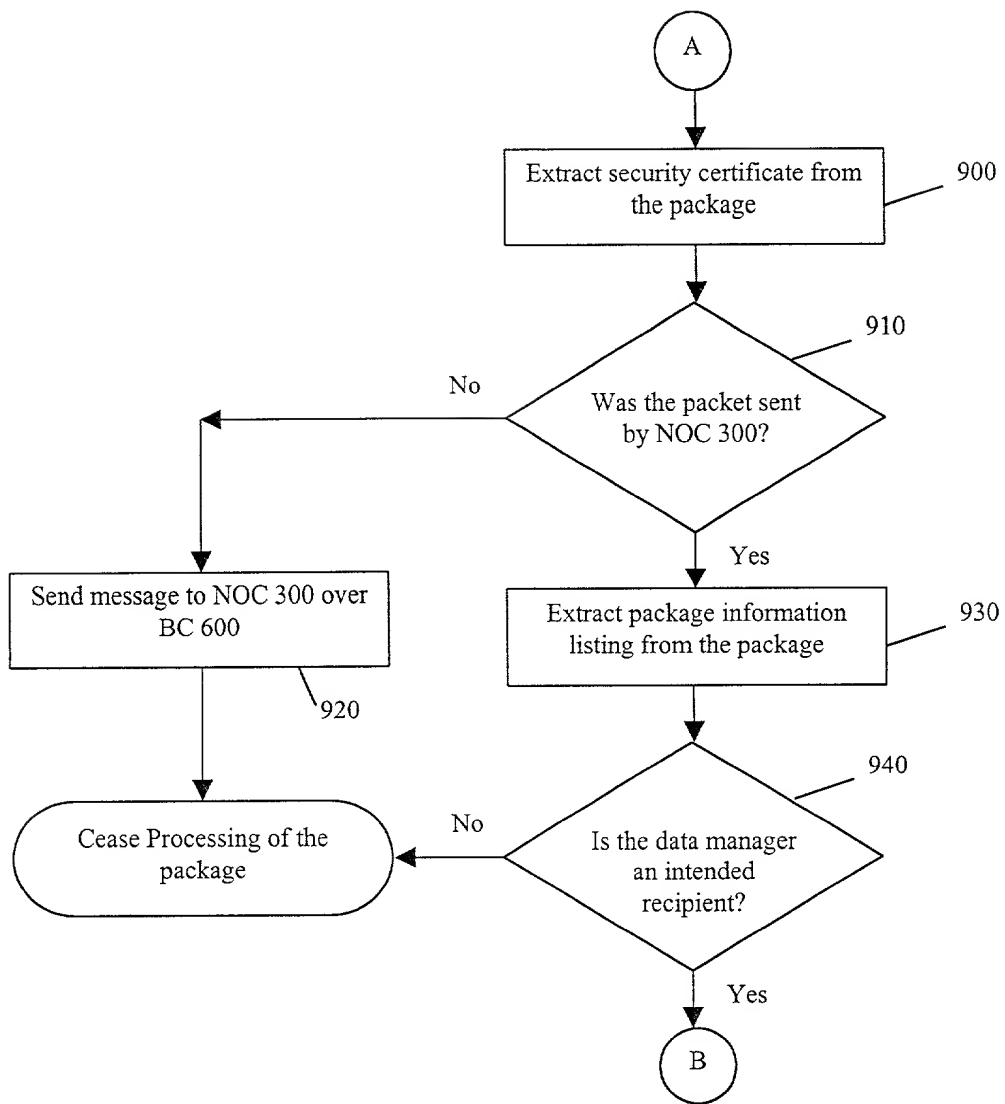 A
Extract security certificate from
the package
900
910
No
Was the packet sent
by NOC 300?
Yes
Send message to NOC 300 over
BC 600
920
Extract package information
listing from the package
930
940
No
Cease Processing of the
package
Is the data manager
an intended
recipient?
Yes
B